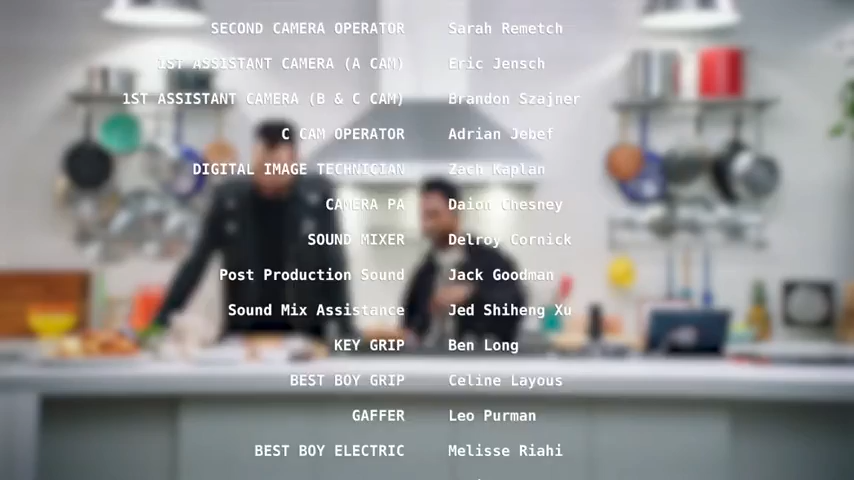 SECOND CAMERA OPERATOR Sarah Remetch
1ST ASSISTANT CAMERA (A CAM) Eric Jensch
1ST ASSISTANT CAMERA (B & C CAM) Brandon Szajner
C CAM OPERATOR Adrian Jebef
DIGITAL IMAGE TECHNICIAN Zach Kaplan
CAMERA PA Daion Chesney
SOUND MIXER Delroy Cornick
Post Production Sound Jack Goodman
Sound Mix Assistance Jed Shiheng Xu
KEY GRIP Ben Long
BEST BOY GRIP Celine Layous
GAFFER Leo Purman
BEST BOY ELECTRIC Melisse Riahi